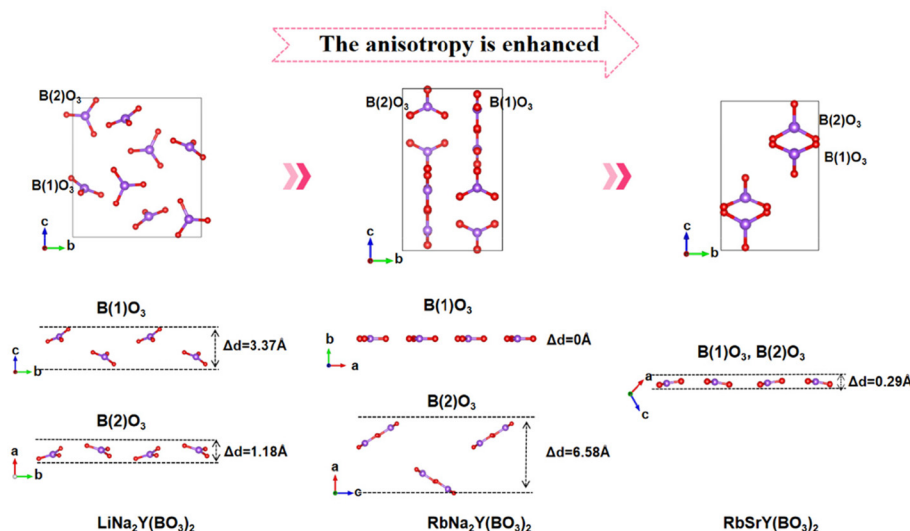 The anisotropy is enhanced
B(2)O₃
B(1)O₃
c
b
B(2)O₃
B(1)O₃
c
b
B(2)O₃
B(1)O₃
c
b
B(1)O₃
Δd=3.37Å
c
b
B(1)O₃
Δd=0Å
b
a
B(1)O₃, B(2)O₃
Δd=0.29Å
a
c
B(2)O₃
Δd=1.18Å
a
b
B(2)O₃
Δd=6.58Å
a
c
LiNa₂Y(BO₃)₂
RbNa₂Y(BO₃)₂
RbSrY(BO₃)₂